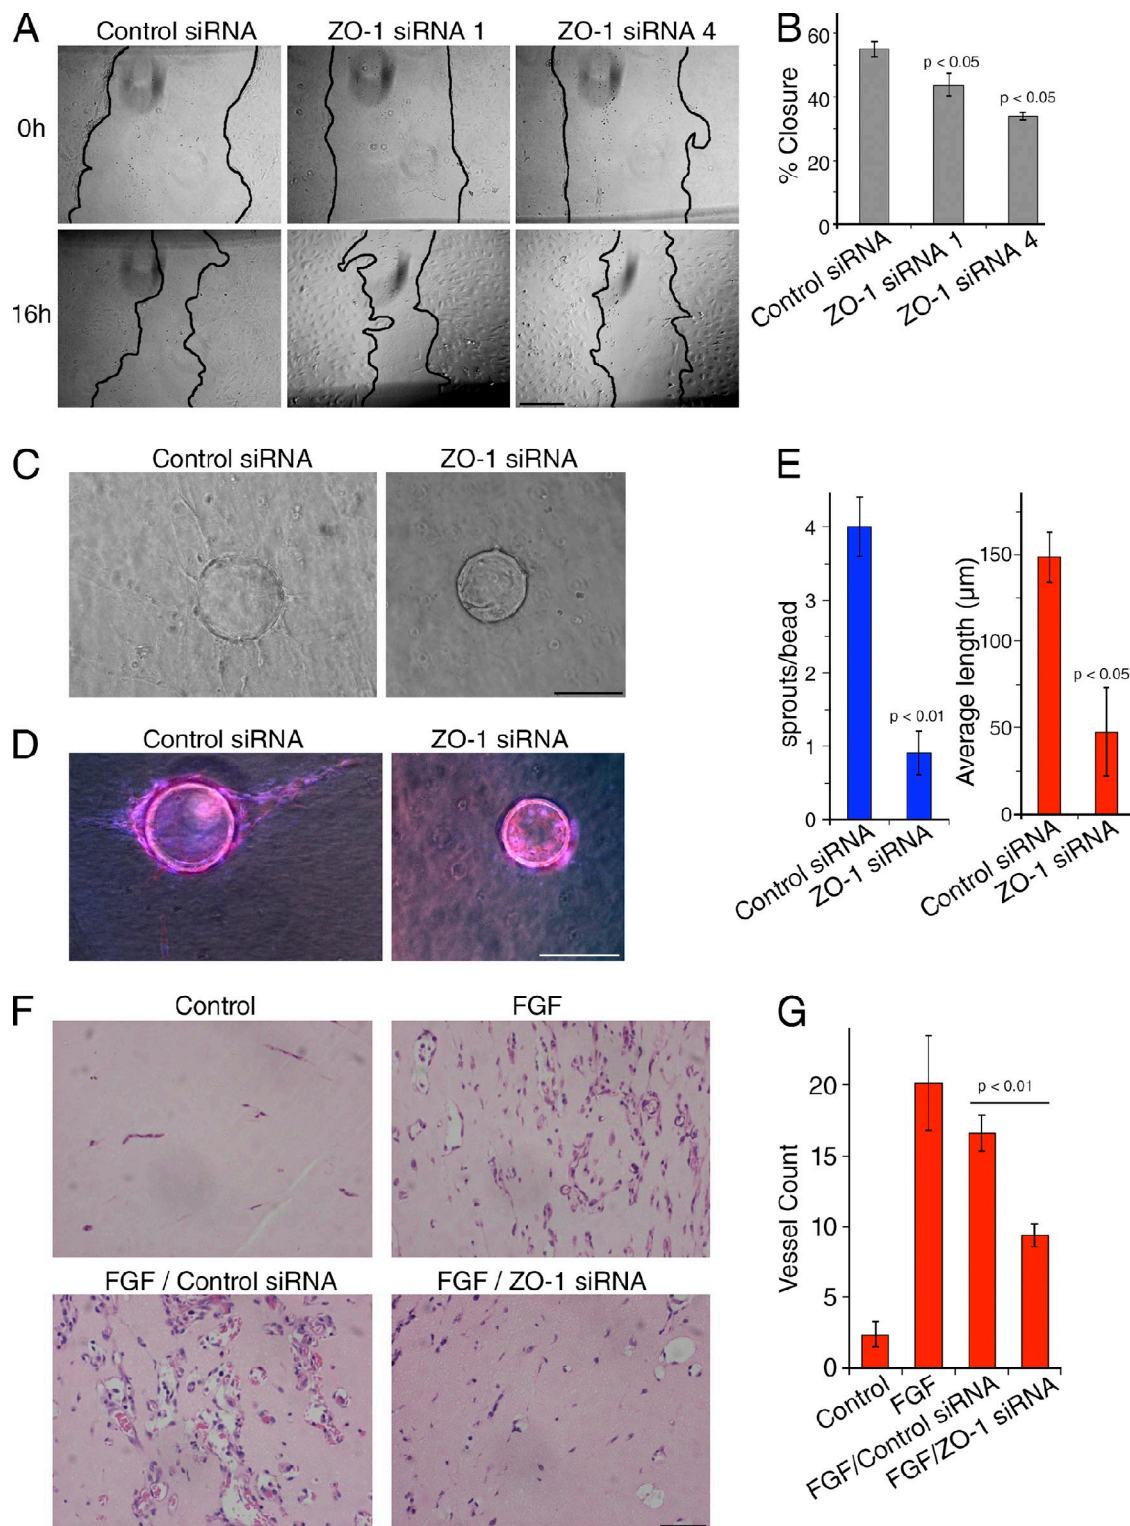 A
Control siRNA
ZO-1 siRNA 1
ZO-1 siRNA 4
0h
16h
B
% Closure
60
40
20
0
p < 0.05
p < 0.05
Control siRNA
ZO-1 siRNA 1
ZO-1 siRNA 4
C
Control siRNA
ZO-1 siRNA
D
Control siRNA
ZO-1 siRNA
E
sprouts/bead
4
3
2
1
0
p < 0.01
Control siRNA
ZO-1 siRNA
Average length (µm)
150
100
50
0
p < 0.05
Control siRNA
ZO-1 siRNA
F
Control
FGF
FGF / Control siRNA
FGF / ZO-1 siRNA
G
Vessel Count
20
15
10
5
0
p < 0.01
Control
FGF
FGF/Control siRNA
FGF/ZO-1 siRNA